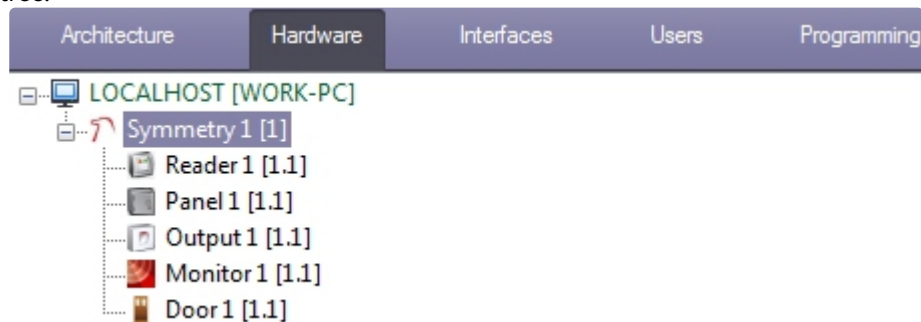 Architecture Hardware Interfaces Users Programming
LOCALHOST [WORK-PC]
Symmetry 1 [1]
Reader 1 [1.1]
Panel 1 [1.1]
Output 1 [1.1]
Monitor 1 [1.1]
Door 1 [1.1]